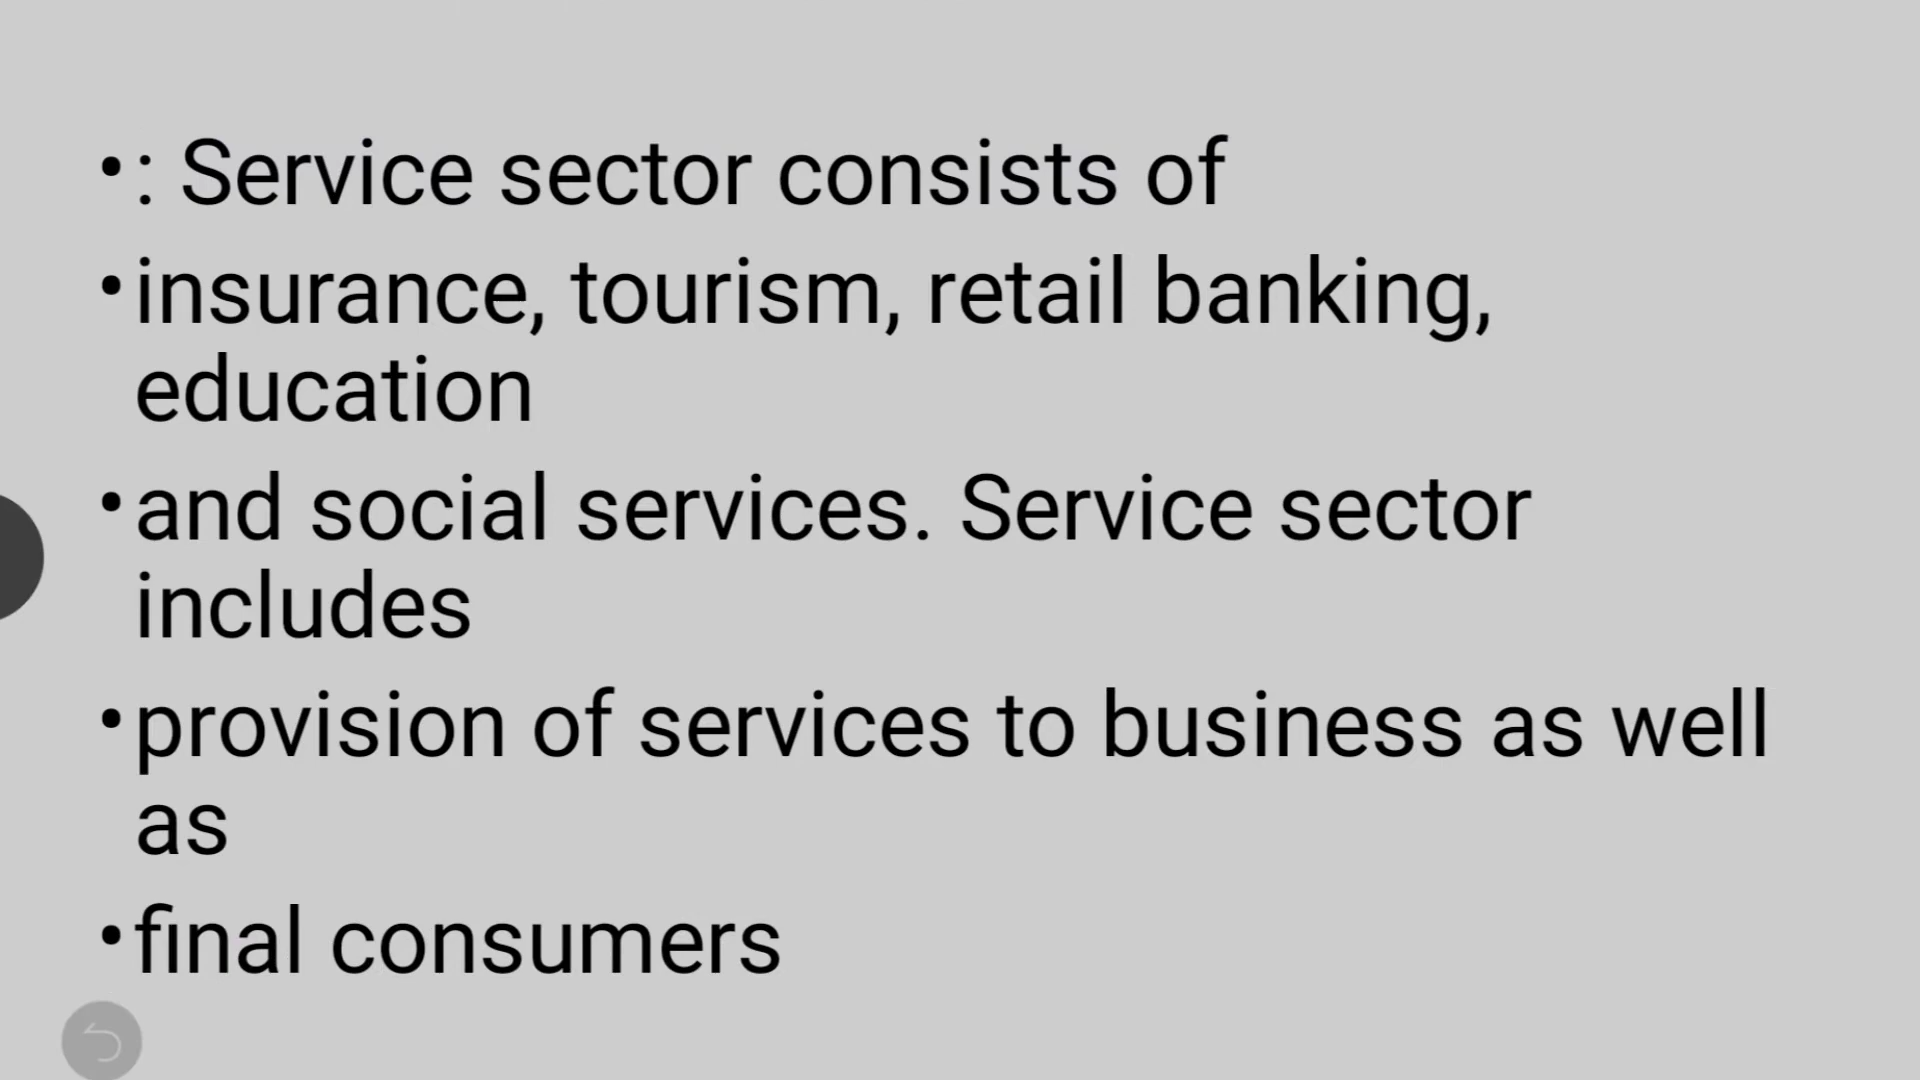 •: Service sector consists of
•insurance, tourism, retail banking,
education
•and social services. Service sector
includes
•provision of services to business as well
as
•final consumers